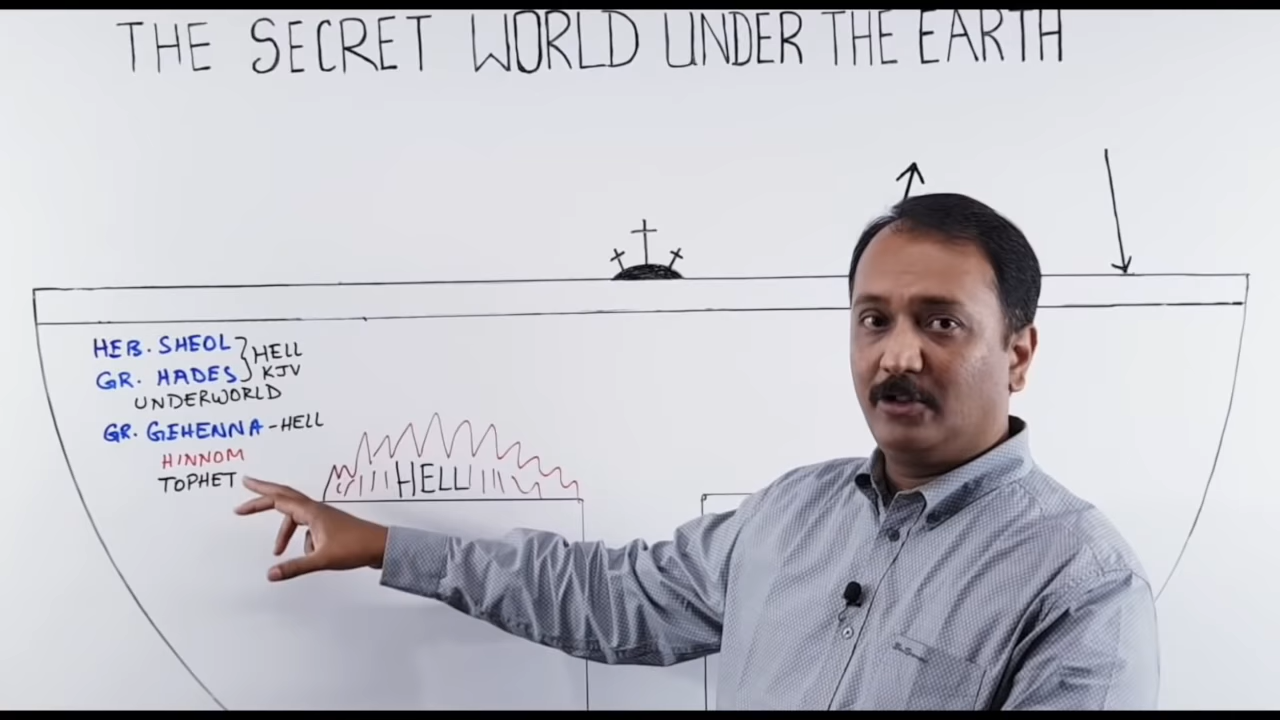 THE SECRET WORLD UNDER THE EARTH
HEB. SHEOL
GR. HADES
HELL
KJV
UNDERWORLD
GR. GEHENNA - HELL
HINNOM
TOPHET
HELL